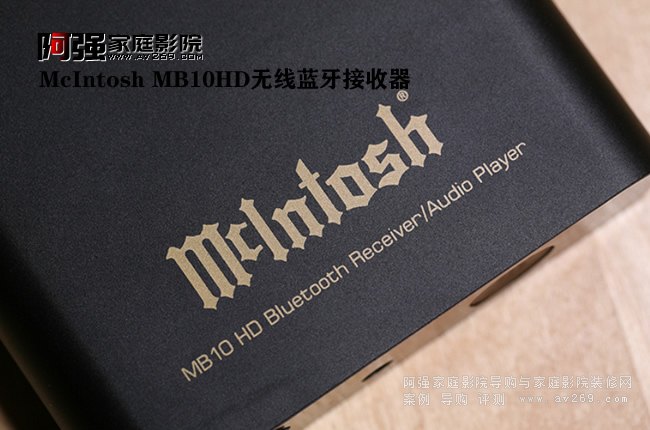 阿强家庭影院
www.av269.com
McIntosh MB10HD无线蓝牙接收器
McIntosh®
MB10 HD Bluetooth Receiver/Audio Player
阿强家庭影院导购与家庭影院装修网
案例 导购 评测 www.av269.com